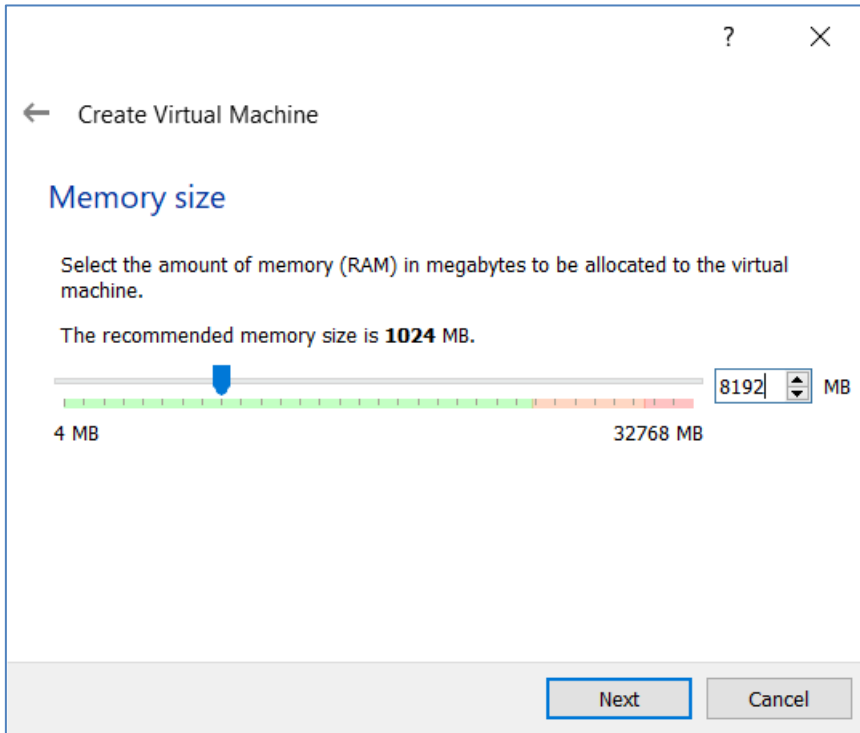 ?
Create Virtual Machine
Memory size
Select the amount of memory (RAM) in megabytes to be allocated to the virtual
machine.
The recommended memory size is 1024 MB.
8192 MB
4 MB 32768 MB
Next Cancel